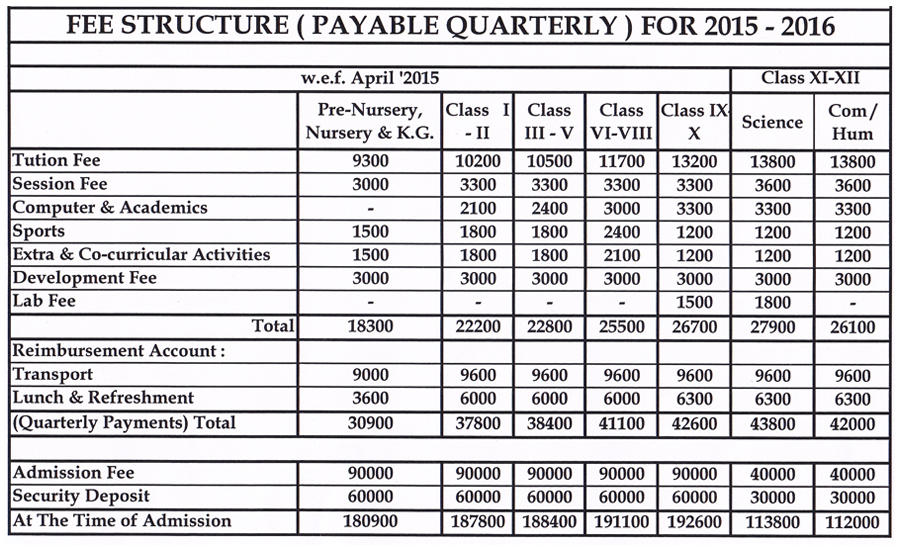 FEE STRUCTURE ( PAYABLE QUARTERLY ) FOR 2015 - 2016
w.e.f. April '2015 Class XI-XII
Pre-Nursery, Nursery & K.G. Class I - II Class III - V Class VI-VIII Class IX-X Science Com/ Hum
Tution Fee 9300 10200 10500 11700 13200 13800 13800
Session Fee 3000 3300 3300 3300 3300 3600 3600
Computer & Academics - 2100 2400 3000 3300 3300 3300
Sports 1500 1800 1800 2400 1200 1200 1200
Extra & Co-curricular Activities 1500 1800 1800 2100 1200 1200 1200
Development Fee 3000 3000 3000 3000 3000 3000 3000
Lab Fee - - - - 1500 1800 -
Total 18300 22200 22800 25500 26700 27900 26100
Reimbursement Account :
Transport 9000 9600 9600 9600 9600 9600 9600
Lunch & Refreshment 3600 6000 6000 6000 6300 6300 6300
(Quarterly Payments) Total 30900 37800 38400 41100 42600 43800 42000
Admission Fee 90000 90000 90000 90000 90000 40000 40000
Security Deposit 60000 60000 60000 60000 60000 30000 30000
At The Time of Admission 180900 187800 188400 191100 192600 113800 112000